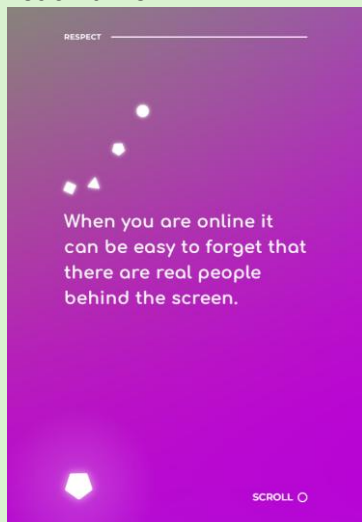 RESPECT
When you are online it
can be easy to forget that
there are real people
behind the screen.
SCROLL